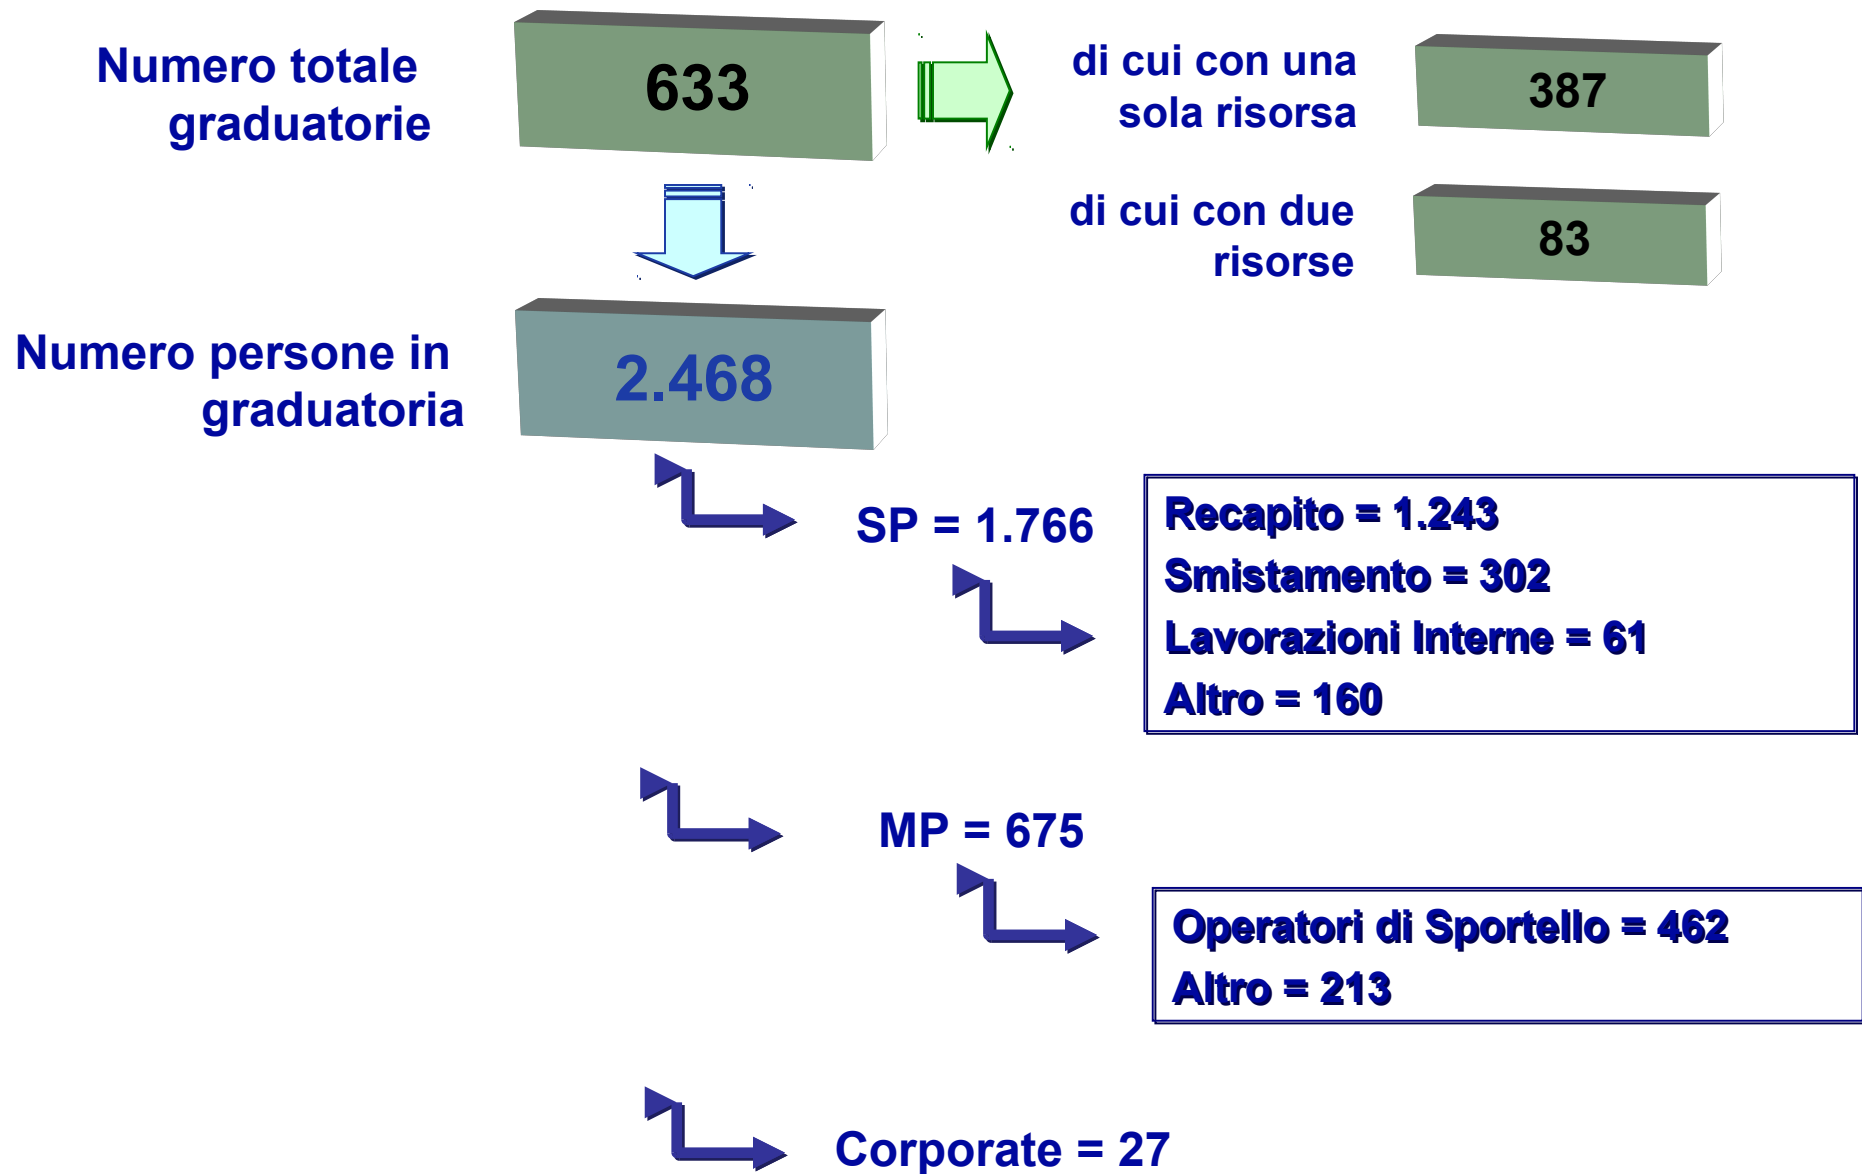 Numero totale
graduatorie
633
di cui con una
sola risorsa
387
di cui con due
risorse
83
Numero persone in
graduatoria
2.468
SP = 1.766
Recapito = 1.243
Smistamento = 302
Lavorazioni Interne = 61
Altro = 160
MP = 675
Operatori di Sportello = 462
Altro = 213
Corporate = 27